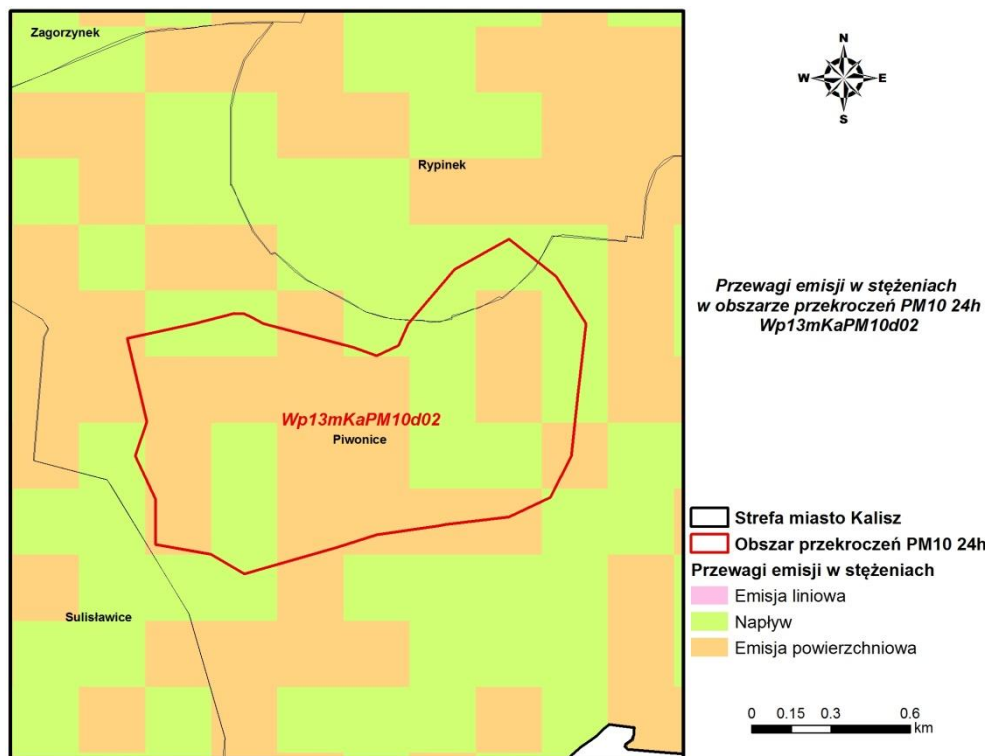 Zagorzynek
Rypinek
Wp13mKaPM10d02
Piwonice
Sulisławice
N
W E
S
Przewagi emisji w stężeniach
w obszarze przekroczeń PM10 24h
Wp13mKaPM10d02
Strefa miasto Kalisz
Obszar przekroczeń PM10 24h
Przewagi emisji w stężeniach
Emisja liniowa
Napływ
Emisja powierzchniowa
0 0.15 0.3 0.6
km